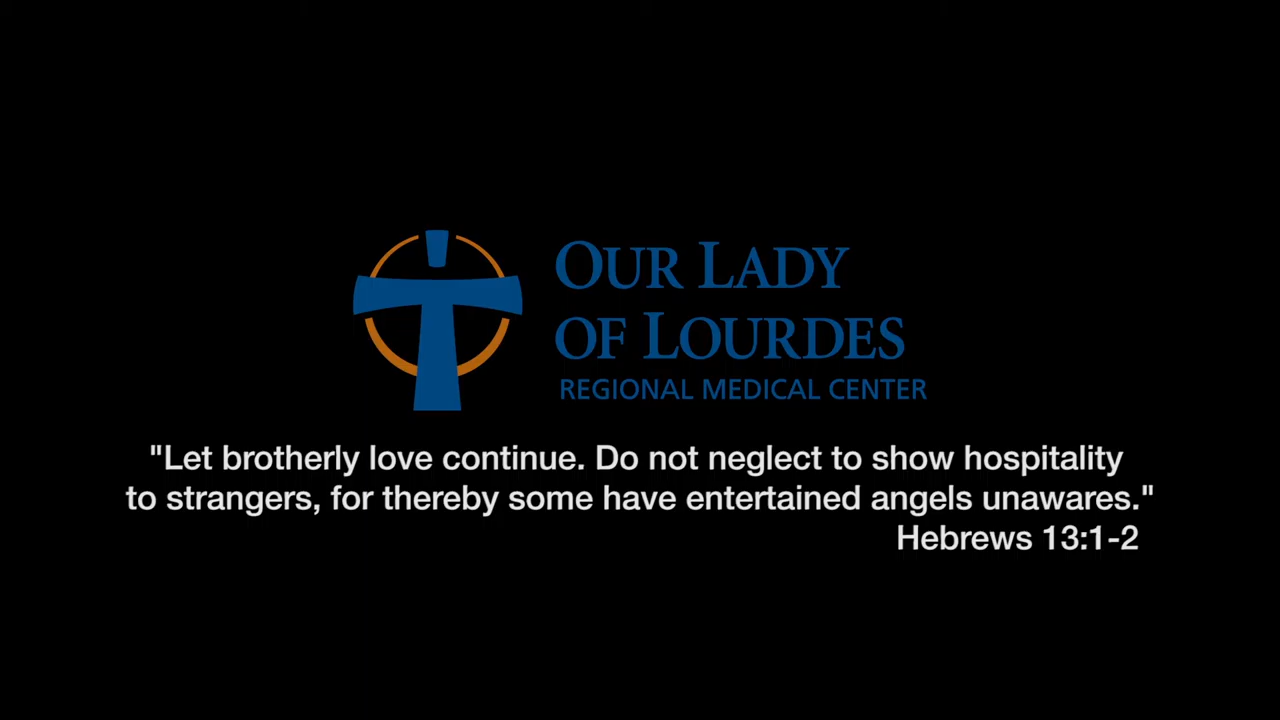 OUR LADY
OF LOURDES
REGIONAL MEDICAL CENTER
"Let brotherly love continue. Do not neglect to show hospitality
to strangers, for thereby some have entertained angels unawares."
Hebrews 13:1-2